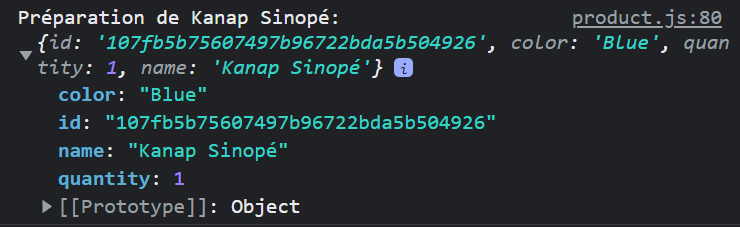 Préparation de Kanap Sinopé: product.js:80
{id: '107fb5b75607497b96722bda5b504926', color: 'Blue', quan
tity: 1, name: 'Kanap Sinopé'} i
color: "Blue"
id: "107fb5b75607497b96722bda5b504926"
name: "Kanap Sinopé"
quantity: 1
[[Prototype]]: Object